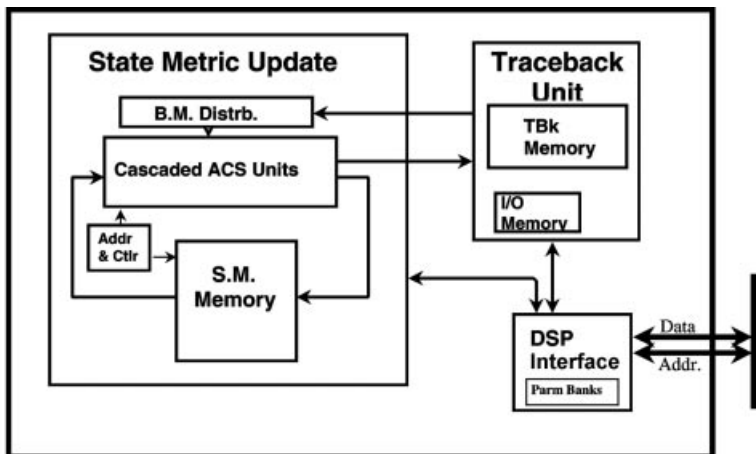 State Metric Update
B.M. Distrb.
Cascaded ACS Units
Addr
& Ctlr
S.M.
Memory
Traceback
Unit
TBk
Memory
I/O
Memory
DSP
Interface
Parm Banks
Data
Addr.